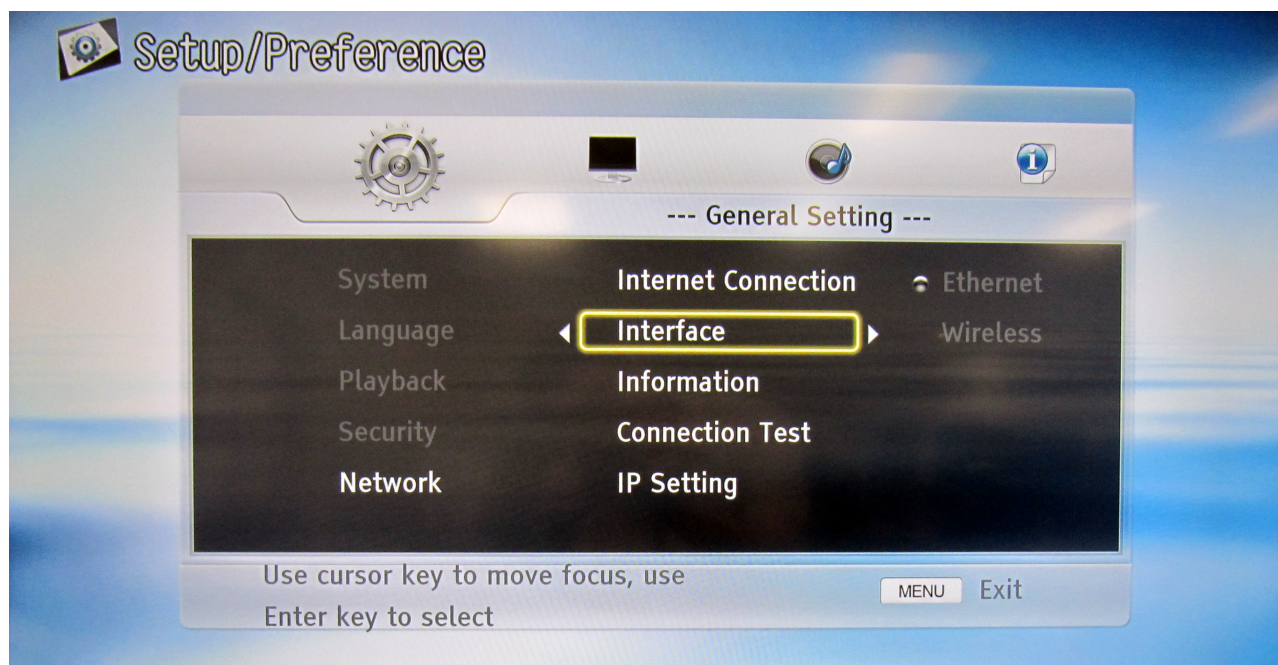 Setup/Preference
--- General Setting ---
System Internet Connection Ethernet
Language Interface Wireless
Playback Information
Security Connection Test
Network IP Setting
Use cursor key to move focus, use
Enter key to select
MENU Exit